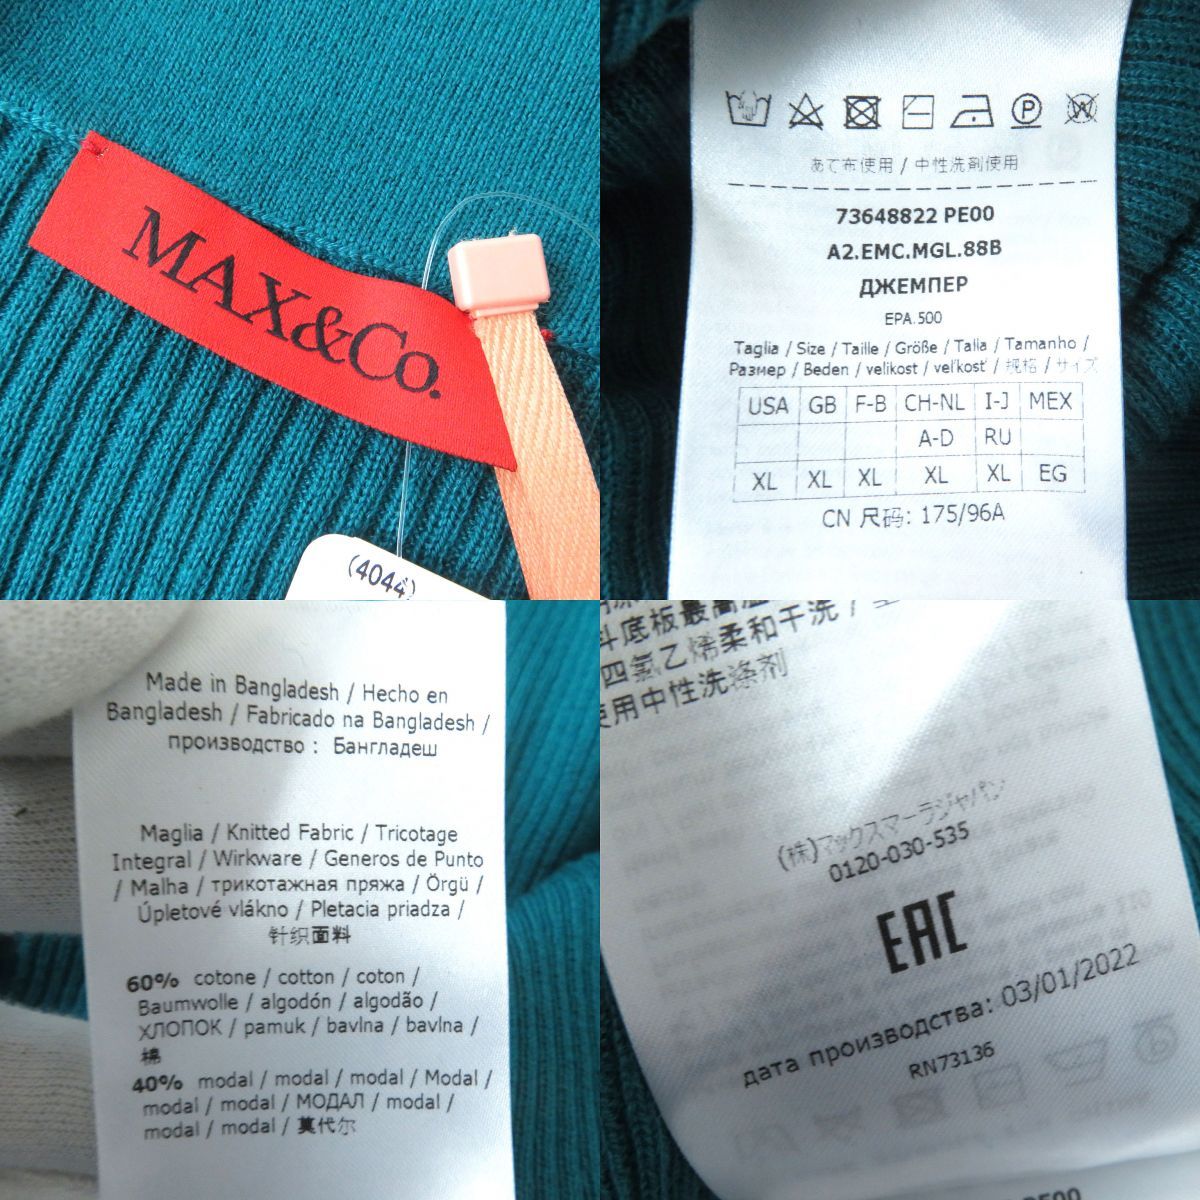 MAX&Co.
(4044)
あて布使用 / 中性洗剤使用
73648822 PE00
A2.EMC.MGL.88B
ДЖЕМПЕР
EPA.500
Taglia / Size / Taille / Größe / Talla / Tamanho /
Размер / Beden / velikost / veľkosť / 规格 / サイズ
USA GB F-B CH-NL I-J MEX
A-D RU
XL XL XL XL XL EG
CN 尺码: 175/96A
Made in Bangladesh / Hecho en
Bangladesh / Fabricado na Bangladesh /
производство : Бангладеш
Maglia / Knitted Fabric / Tricotage
Integral / Wirkware / Generos de Punto
/ Malha / трикотажная пряжа / Örgü /
Úpletové vlákno / Pletacia priadza /
针织面料
60% cotone / cotton / coton /
Baumwolle / algodón / algodão /
ХЛОПОК / pamuk / bavlna / bavlna /
棉
40% modal / modal / modal / Modal /
modal / modal / МОДАЛ / modal /
modal / modal / 莫代尔
底板最高温
四氯乙烯柔和干洗 /
使用中性洗涤剂
(株)マックスマーラジャパン
0120-030-535
EAC
дата производства: 03/01/2022
RN73136